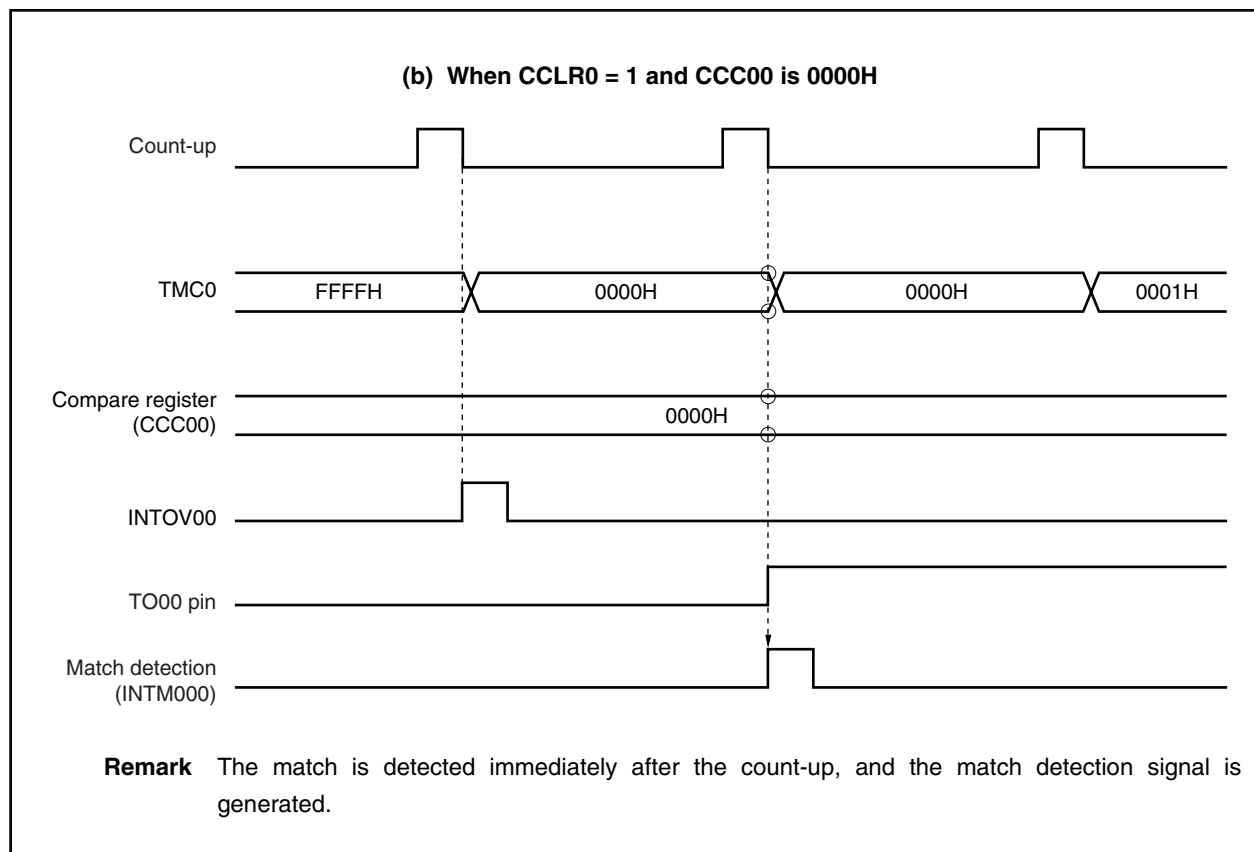 (b) When CCLR0 = 1 and CCC00 is 0000H
Count-up
TMC0
FFFFH
0000H
0000H
0001H
Compare register
(CCC00)
0000H
INTOV00
TO00 pin
Match detection
(INTM000)
Remark The match is detected immediately after the count-up, and the match detection signal is
generated.